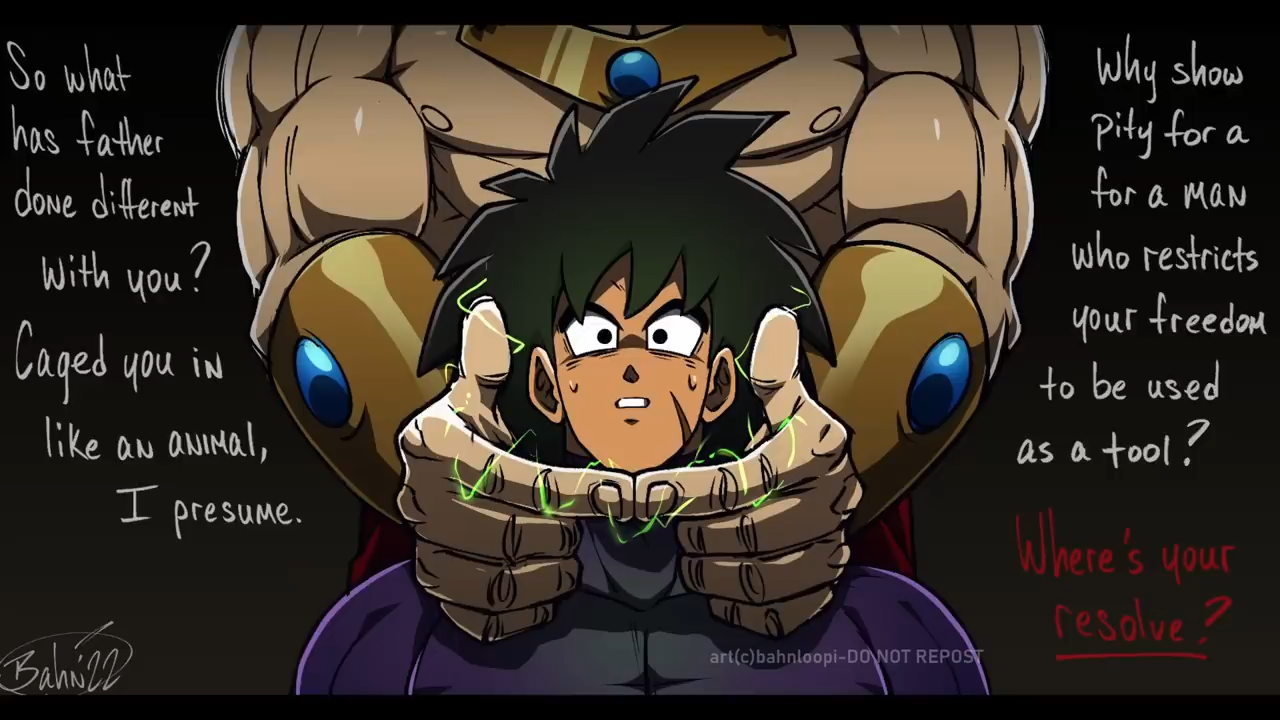 So what
has father
done different
with you?
Caged you in
like an animal,
I presume.
Why show
pity for a
for a man
who restricts
your freedom
to be used
as a tool?
Where's your
resolve?
art(c)bahnloopi-DO NOT REPOST
Bahn'22